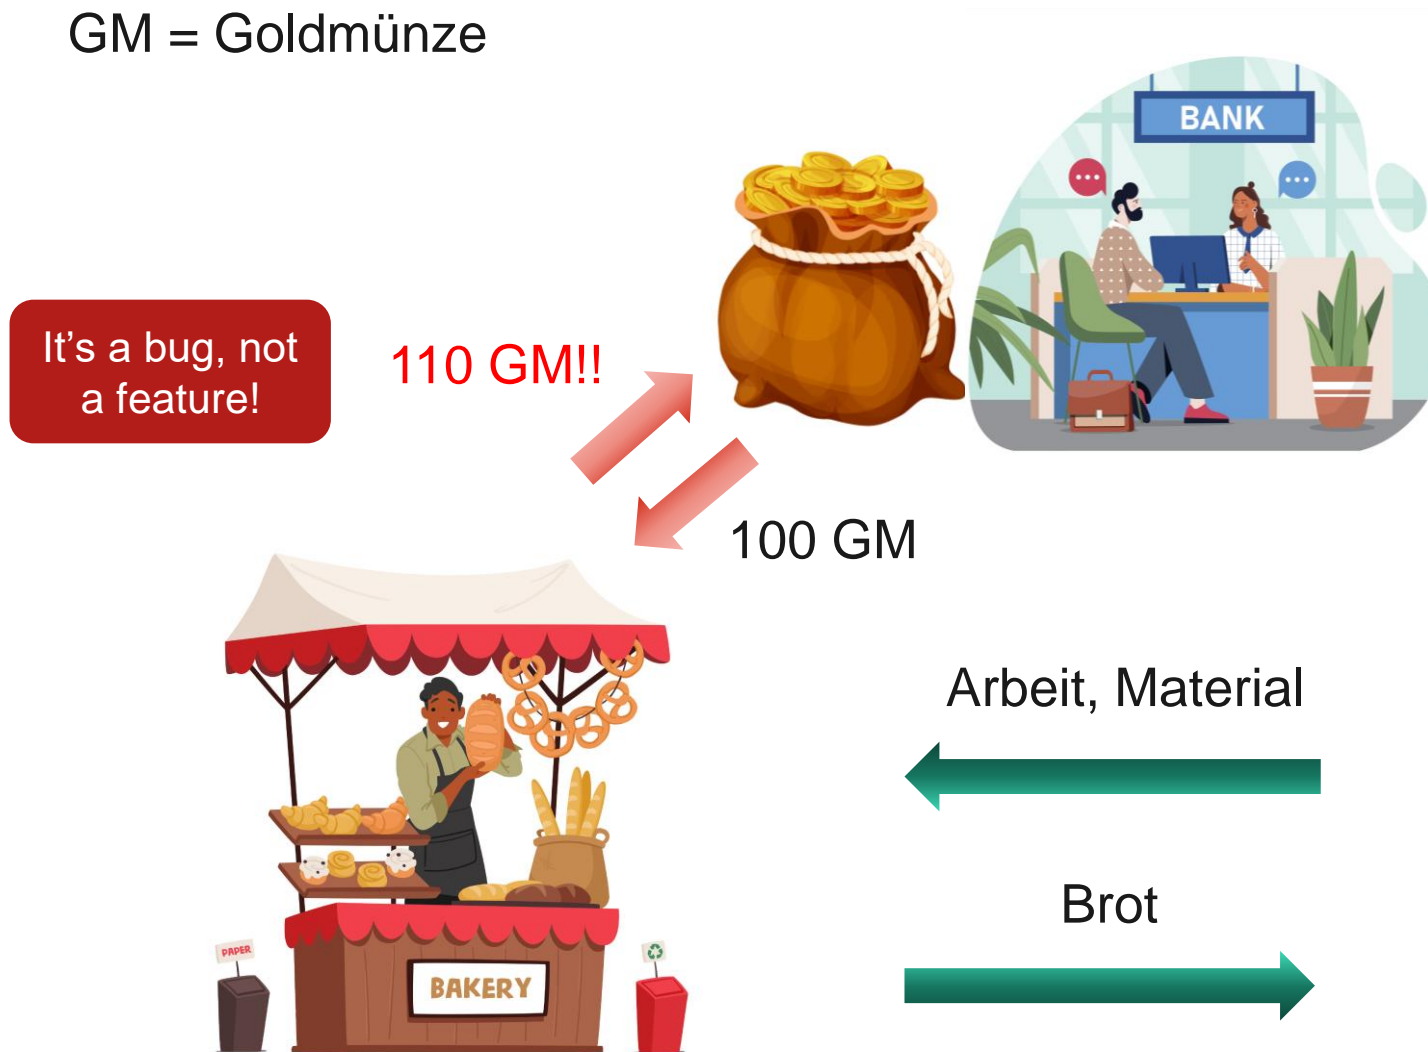 GM = Goldmünze
BANK
It's a bug, not
a feature!
110 GM!!
100 GM
Arbeit, Material
Brot
PAPER
BAKERY